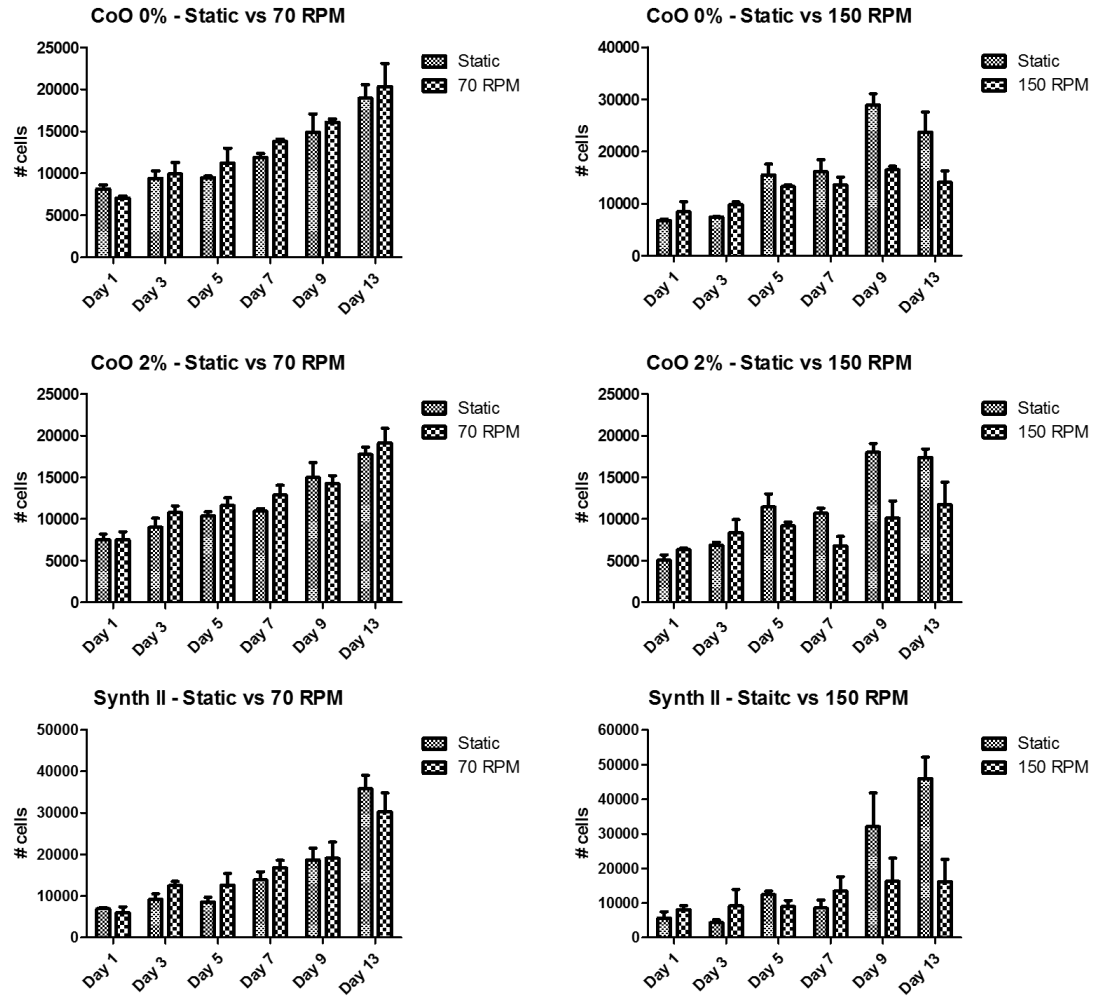 CoO 0% - Static vs 70 RPM
25000
20000
15000
10000
5000
0
# cells
Day 1
Day 3
Day 5
Day 7
Day 9
Day 13
Static
70 RPM
CoO 0% - Static vs 150 RPM
40000
30000
20000
10000
0
# cells
Day 1
Day 3
Day 5
Day 7
Day 9
Day 13
Static
150 RPM
CoO 2% - Static vs 70 RPM
25000
20000
15000
10000
5000
0
# cells
Day 1
Day 3
Day 5
Day 7
Day 9
Day 13
Static
70 RPM
CoO 2% - Static vs 150 RPM
25000
20000
15000
10000
5000
0
# cells
Day 1
Day 3
Day 5
Day 7
Day 9
Day 13
Static
150 RPM
Synth II - Static vs 70 RPM
50000
40000
30000
20000
10000
0
# cells
Day 1
Day 3
Day 5
Day 7
Day 9
Day 13
Static
70 RPM
Synth II - Staitc vs 150 RPM
60000
50000
40000
30000
20000
10000
0
# cells
Day 1
Day 3
Day 5
Day 7
Day 9
Day 13
Static
150 RPM